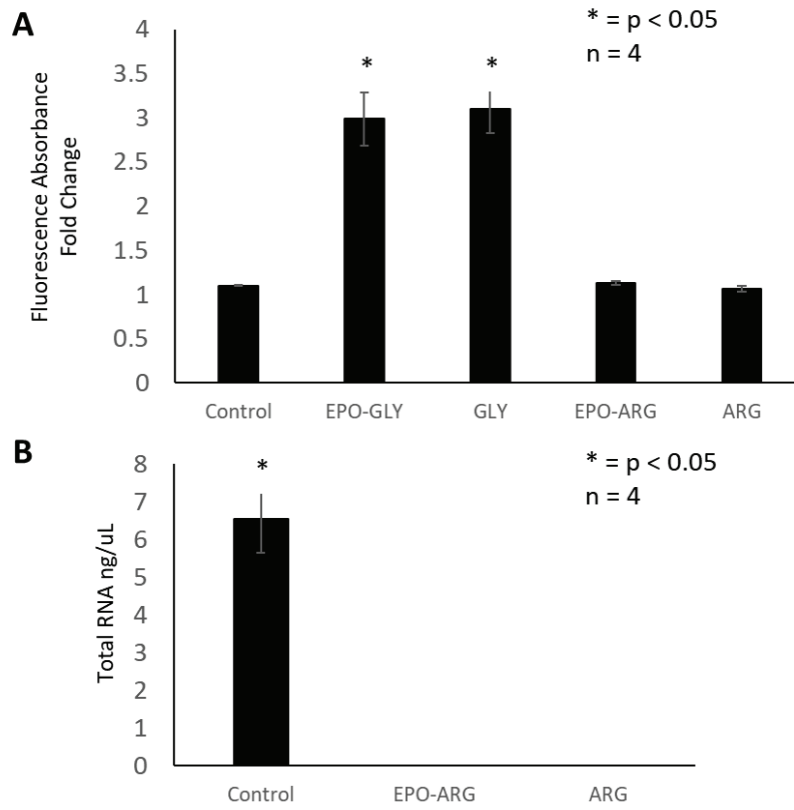 A
* = p < 0.05
n = 4
Fluorescence Absorbance
Fold Change
4
3.5
3
2.5
2
1.5
1
0.5
0
* *
Control EPO-GLY GLY EPO-ARG ARG
B
* = p < 0.05
n = 4
Total RNA ng/uL
8
7
6
5
4
3
2
1
0
*
Control EPO-ARG ARG